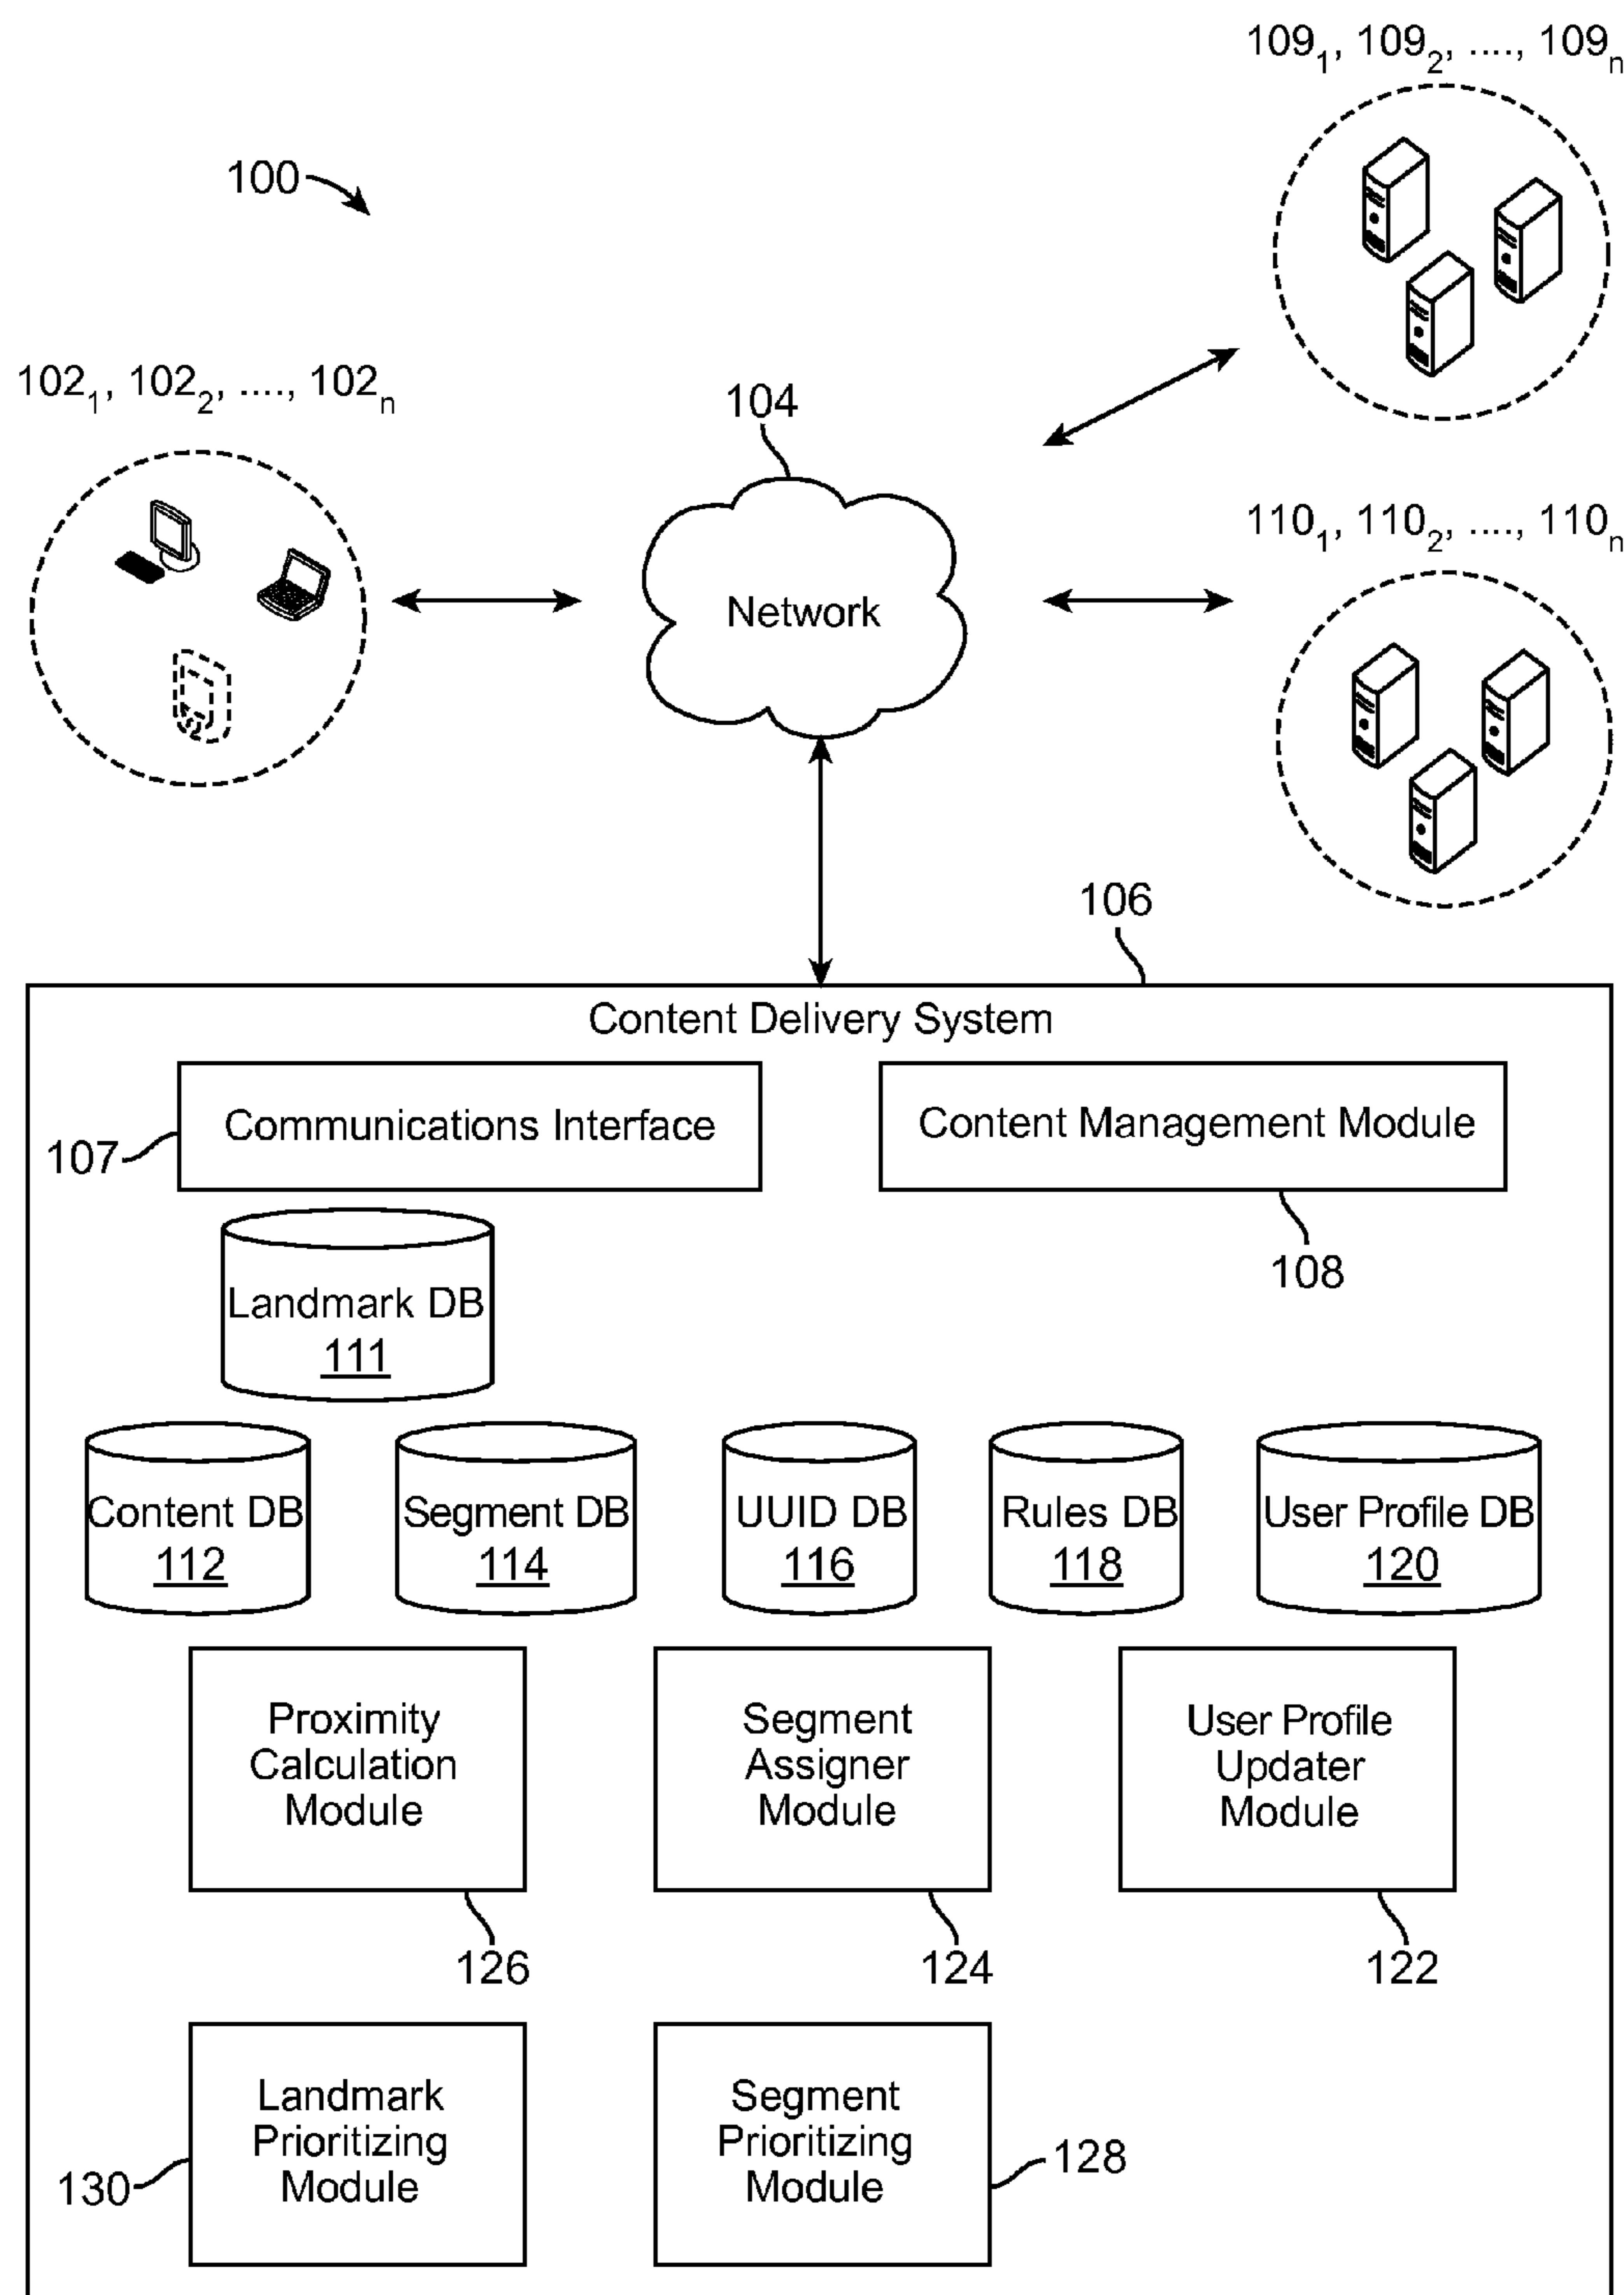 109₁, 109₂, ...., 109ₙ
100
102₁, 102₂, ...., 102ₙ
104
110₁, 110₂, ...., 110ₙ
Network
106
Content Delivery System
Communications Interface
Content Management Module
107
108
Landmark DB
111
Content DB
112
Segment DB
114
UUID DB
116
Rules DB
118
User Profile DB
120
Proximity
Calculation
Module
126
Segment
Assigner
Module
124
User Profile
Updater
Module
122
Landmark
Prioritizing
Module
130
Segment
Prioritizing
Module
128